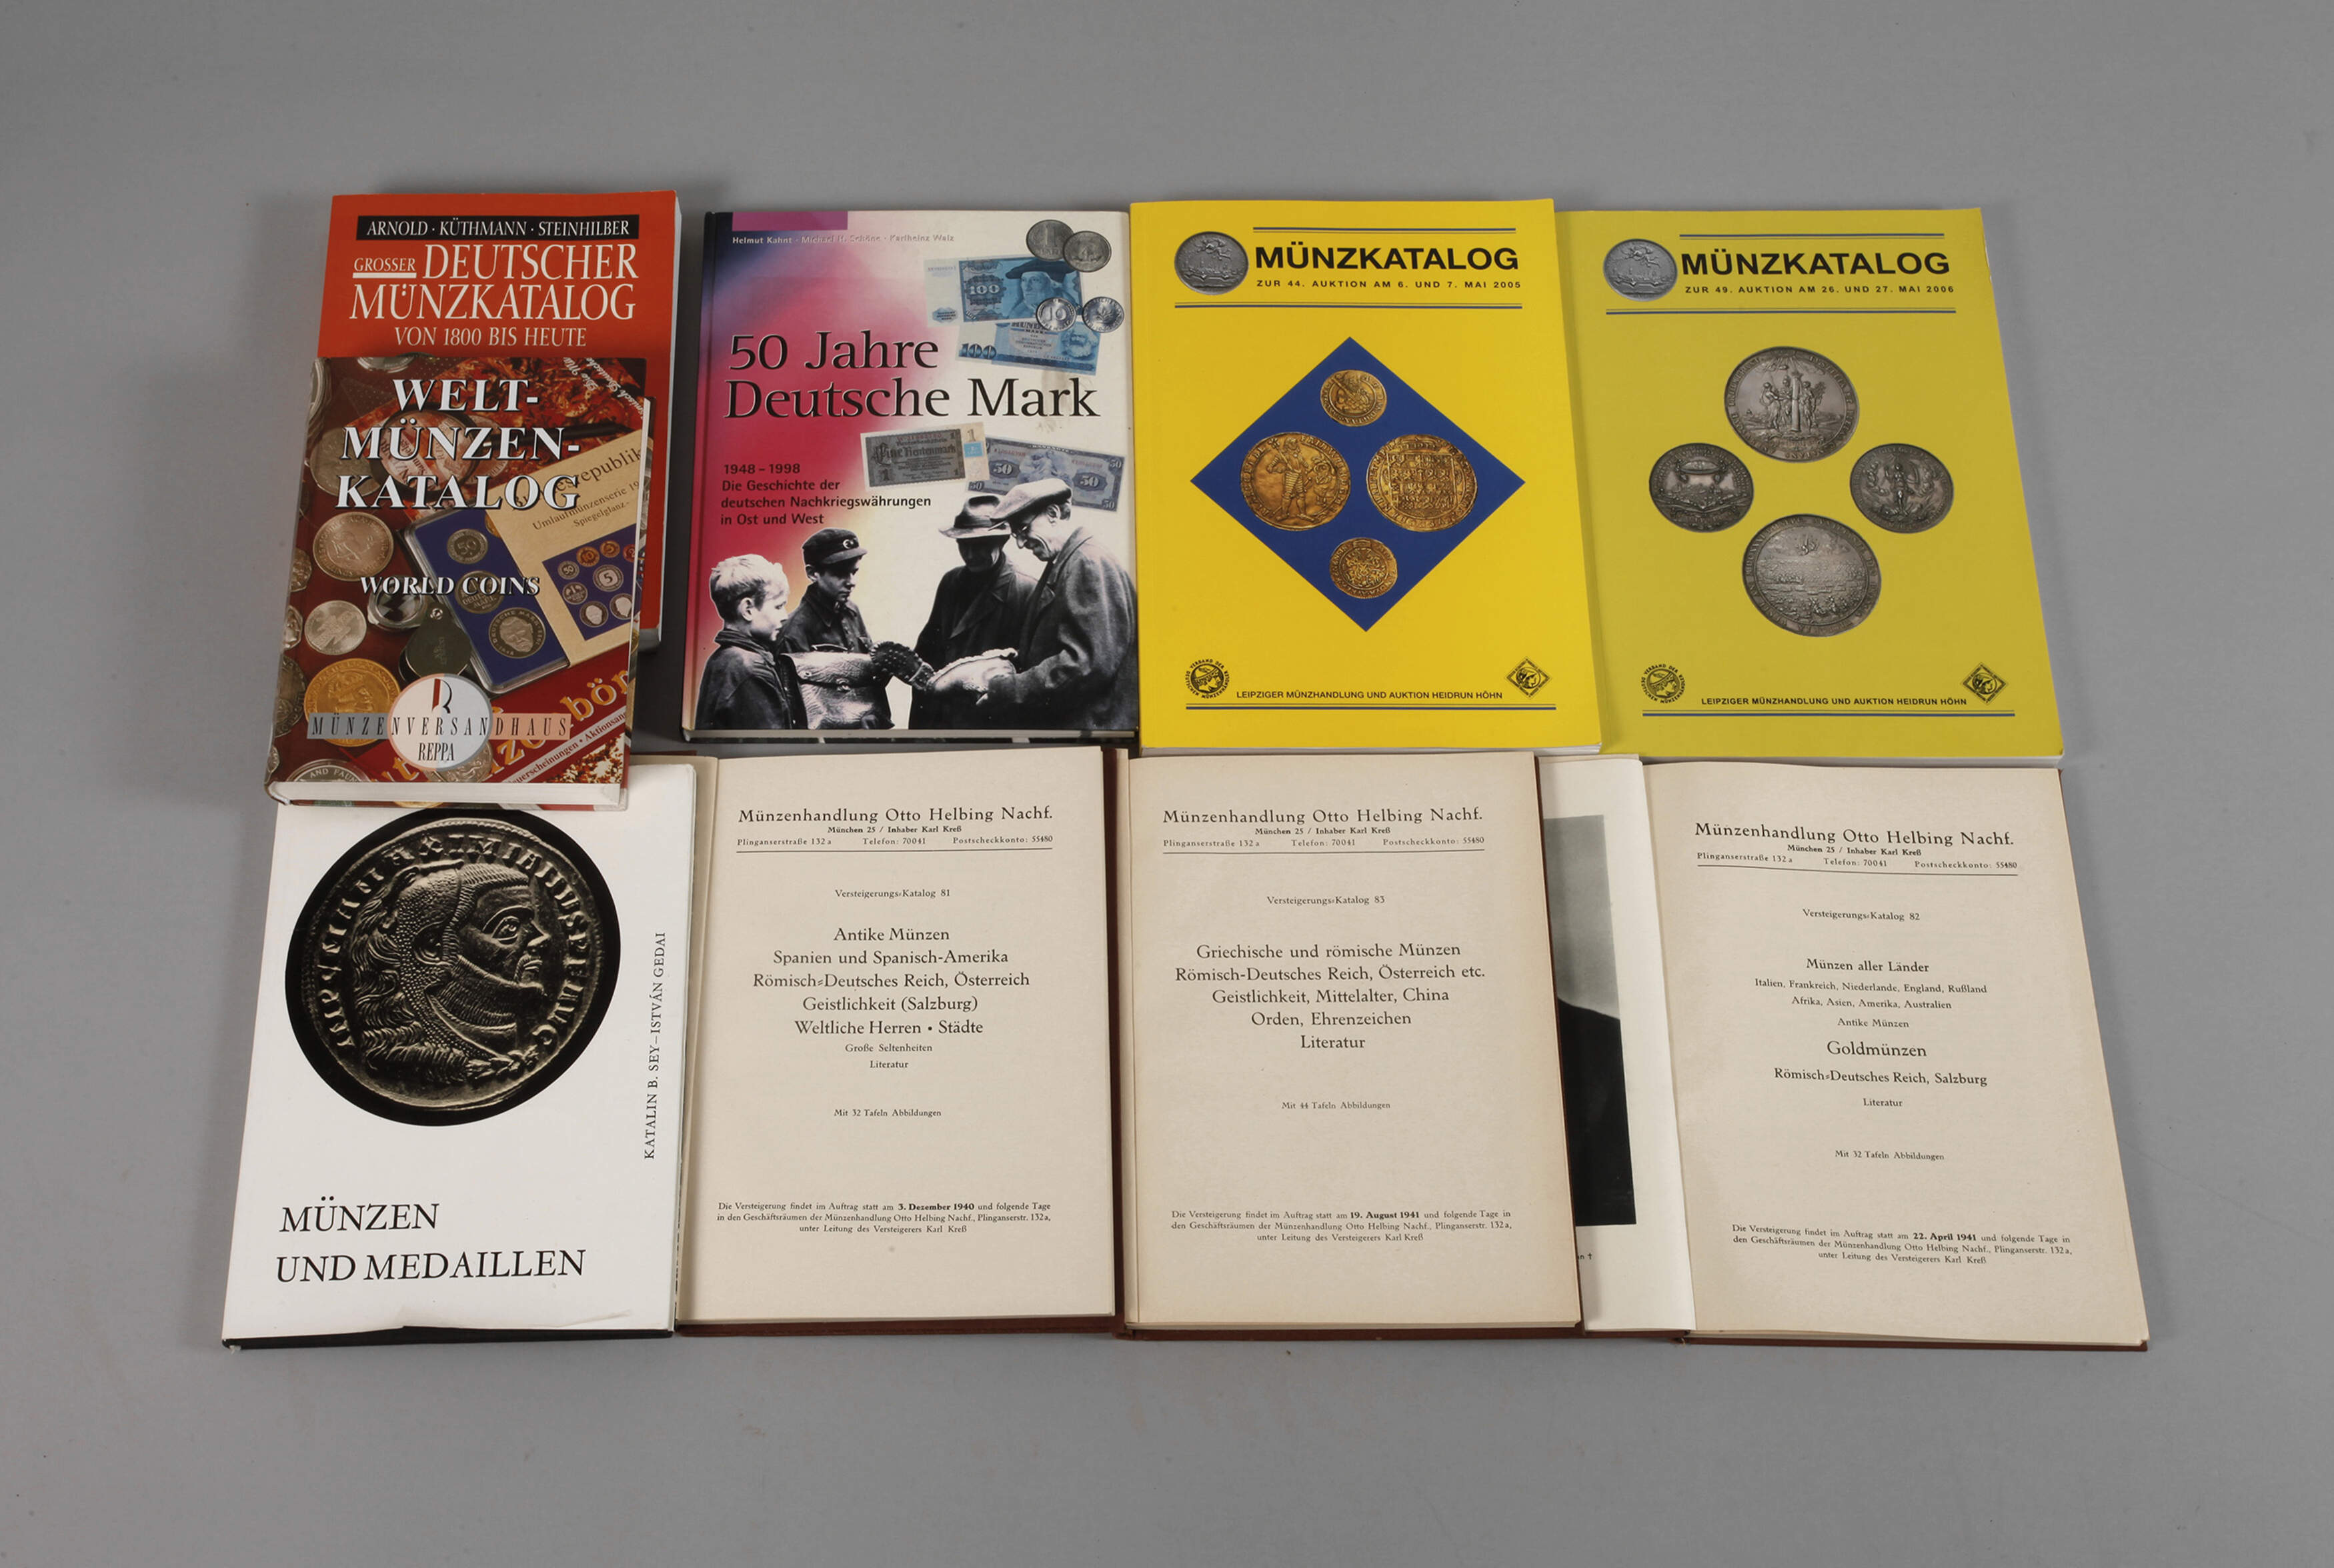 ARNOLD · KÜTHMANN · STEINHILBER
GROSSER DEUTSCHER
MÜNZKATALOG
VON 1800 BIS HEUTE
WELT-
MÜNZEN-
KATALOG
WORLD COINS
republik
Umlaufmünzenserie 19
Spiegelglanz
MÜNZENVERSANDHAUS
REPPA
Helmut Kahnt · Michael H. Schöne · Karlheinz Walz
50 Jahre
Deutsche Mark
1948 – 1998
Die Geschichte der
deutschen Nachkriegswährungen
in Ost und West
MÜNZKATALOG
ZUR 44. AUKTION AM 6. UND 7. MAI 2005
LEIPZIGER MÜNZHANDLUNG UND AUKTION HEIDRUN HÖHN
MÜNZKATALOG
ZUR 49. AUKTION AM 26. UND 27. MAI 2006
LEIPZIGER MÜNZHANDLUNG UND AUKTION HEIDRUN HÖHN
KATALIN B. SEY – ISTVÁN GEDAI
MÜNZEN
UND MEDAILLEN
Münzenhandlung Otto Helbing Nachf.
München 25 / Inhaber Karl Kreß
Plinganserstraße 132a Telefon: 70041 Postscheckkonto: 55480
Versteigerungs-Katalog 81
Antike Münzen
Spanien und Spanisch-Amerika
Römisch-Deutsches Reich, Österreich
Geistlichkeit (Salzburg)
Weltliche Herren • Städte
Große Seltenheiten
Literatur
Mit 32 Tafeln Abbildungen
Die Versteigerung findet im Auftrag statt am 3. Dezember 1940 und folgende Tage
in den Geschäftsräumen der Münzenhandlung Otto Helbing Nachf., Plinganserstr. 132a,
unter Leitung des Versteigerers Karl Kreß
Münzenhandlung Otto Helbing Nachf.
München 25 / Inhaber Karl Kreß
Plinganserstraße 132a Telefon: 70041 Postscheckkonto: 55480
Versteigerungs-Katalog 83
Griechische und römische Münzen
Römisch-Deutsches Reich, Österreich etc.
Geistlichkeit, Mittelalter, China
Orden, Ehrenzeichen
Literatur
Mit 44 Tafeln Abbildungen
Die Versteigerung findet im Auftrag statt am 19. August 1941 und folgende Tage in
den Geschäftsräumen der Münzenhandlung Otto Helbing Nachf., Plinganserstr. 132a,
unter Leitung des Versteigerers Karl Kreß
Münzenhandlung Otto Helbing Nachf.
München 25 / Inhaber Karl Kreß
Plinganserstraße 132a Telefon: 70041 Postscheckkonto: 55480
Versteigerungs-Katalog 82
Münzen aller Länder
Italien, Frankreich, Niederlande, England, Rußland
Afrika, Asien, Amerika, Australien
Antike Münzen
Goldmünzen
Römisch-Deutsches Reich, Salzburg
Literatur
Mit 32 Tafeln Abbildungen
Die Versteigerung findet im Auftrag statt am 22. April 1941 und folgende Tage in
den Geschäftsräumen der Münzenhandlung Otto Helbing Nachf., Plinganserstr. 132a,
unter Leitung des Versteigerers Karl Kreß